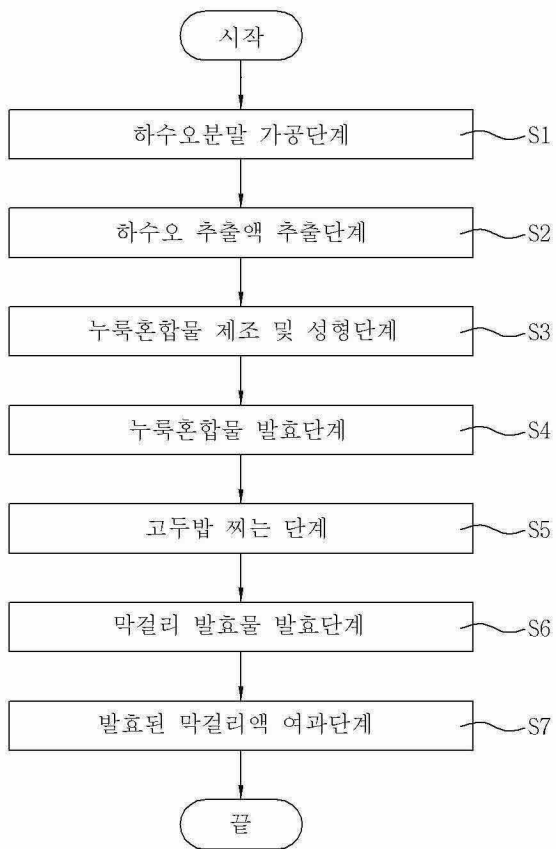 시작
하수오분말 가공단계 S1
하수오 추출액 추출단계 S2
누룩혼합물 제조 및 성형단계 S3
누룩혼합물 발효단계 S4
고두밥 찌는 단계 S5
막걸리 발효물 발효단계 S6
발효된 막걸리액 여과단계 S7
끝